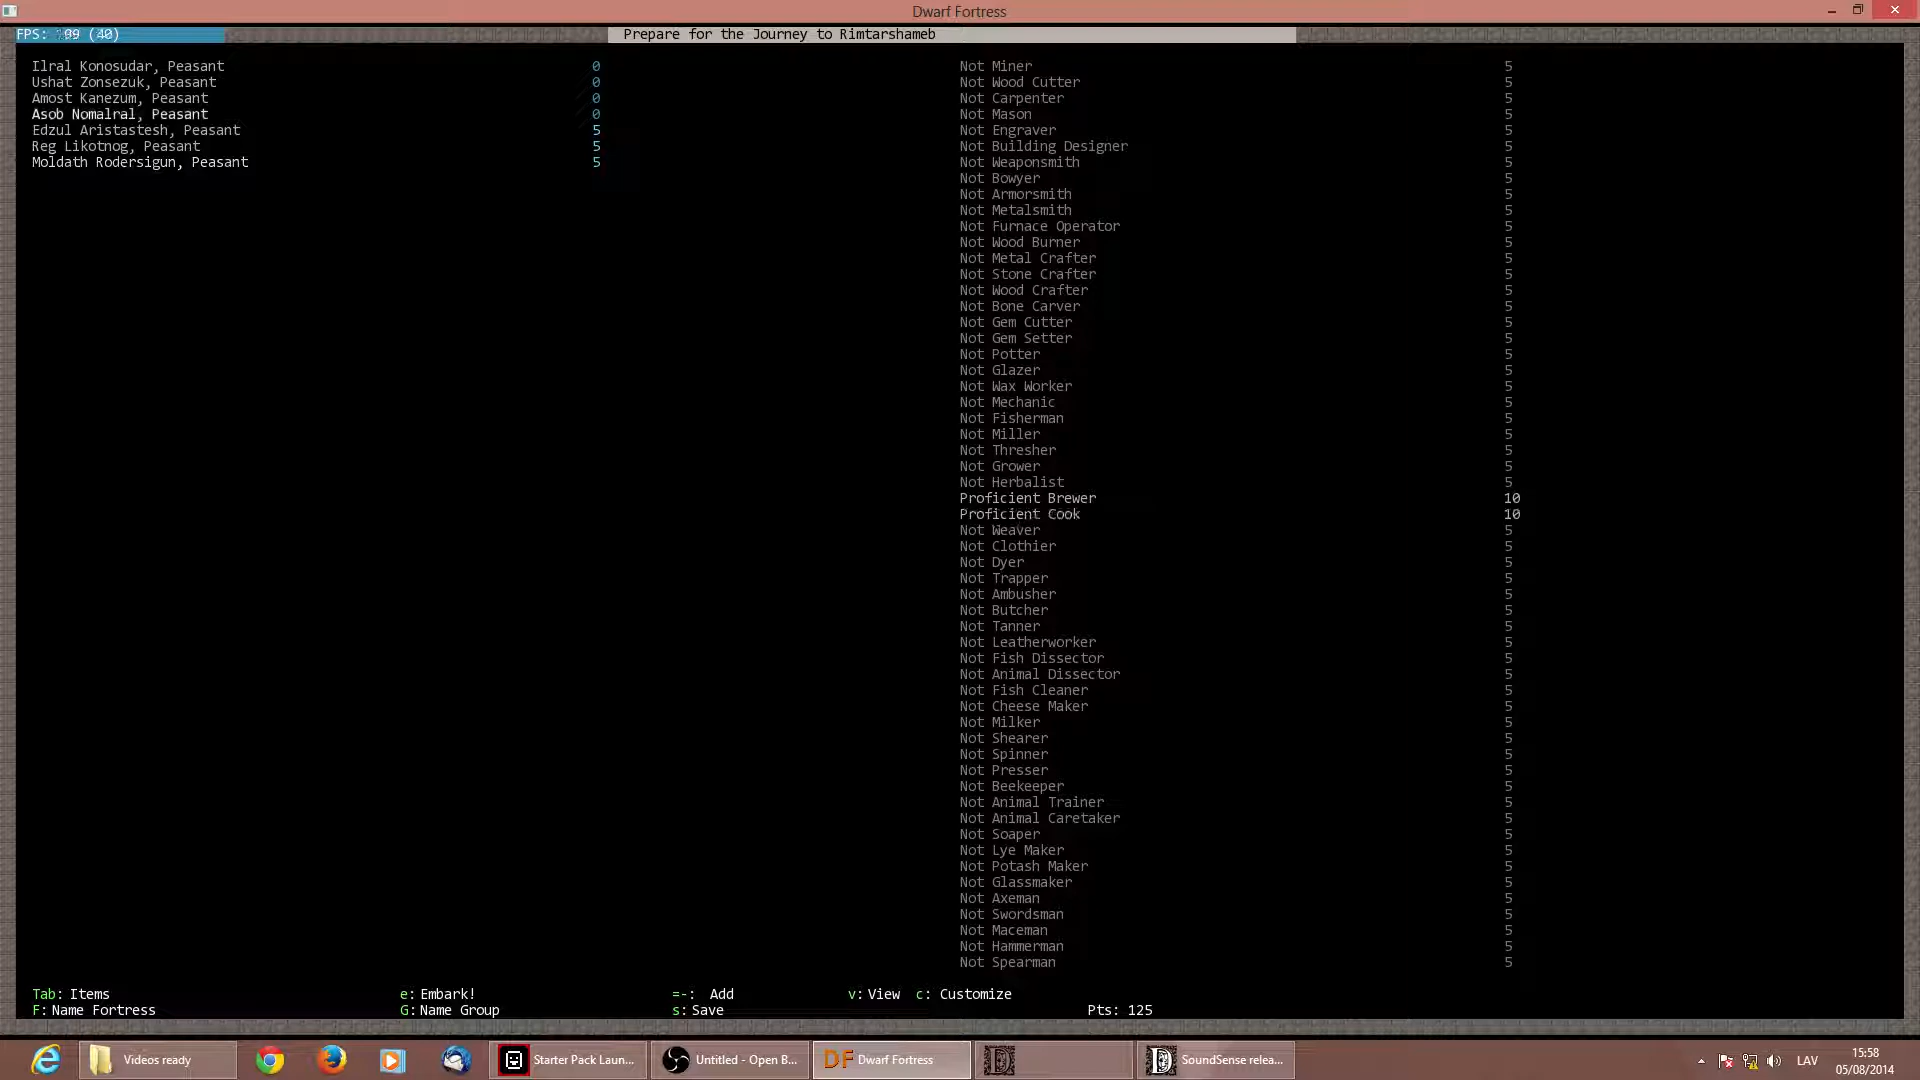 Dwarf Fortress
FPS: 109 (40)
Prepare for the Journey to Rimtarshameb
Ilral Konosudar, Peasant 0
Ushat Zonsezuk, Peasant 0
Amost Kanezum, Peasant 0
Asob Nomalral, Peasant 0
Edzul Aristastesh, Peasant 5
Reg Likotnog, Peasant 5
Moldath Rodersigun, Peasant 5
Not Miner 5
Not Wood Cutter 5
Not Carpenter 5
Not Mason 5
Not Engraver 5
Not Building Designer 5
Not Weaponsmith 5
Not Bowyer 5
Not Armorsmith 5
Not Metalsmith 5
Not Furnace Operator 5
Not Wood Burner 5
Not Metal Crafter 5
Not Stone Crafter 5
Not Wood Crafter 5
Not Bone Carver 5
Not Gem Cutter 5
Not Gem Setter 5
Not Potter 5
Not Glazer 5
Not Wax Worker 5
Not Mechanic 5
Not Fisherman 5
Not Miller 5
Not Thresher 5
Not Grower 5
Not Herbalist 5
Proficient Brewer 10
Proficient Cook 10
Not Weaver 5
Not Clothier 5
Not Dyer 5
Not Trapper 5
Not Ambusher 5
Not Butcher 5
Not Tanner 5
Not Leatherworker 5
Not Fish Dissector 5
Not Animal Dissector 5
Not Fish Cleaner 5
Not Cheese Maker 5
Not Milker 5
Not Shearer 5
Not Spinner 5
Not Presser 5
Not Beekeeper 5
Not Animal Trainer 5
Not Animal Caretaker 5
Not Soaper 5
Not Lye Maker 5
Not Potash Maker 5
Not Glassmaker 5
Not Axeman 5
Not Swordsman 5
Not Maceman 5
Not Hammerman 5
Not Spearman 5
Tab: Items e: Embark! =-: Add v: View c: Customize
F: Name Fortress G: Name Group s: Save Pts: 125
Videos ready
Starter Pack Laun...
Untitled - Open B...
DF Dwarf Fortress
SoundSense relea...
LAV
15:58
05/08/2014